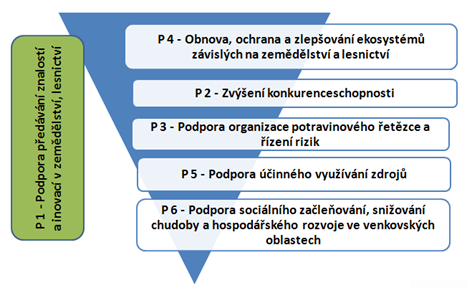 P 1 - Podpora předávání znalostí
a inovací v zemědělství, lesnictví
P 4 - Obnova, ochrana a zlepšování ekosystémů
závislých na zemědělství a lesnictví
P 2 - Zvýšení konkurenceschopnosti
P 3 - Podpora organizace potravinového řetězce a
řízení rizik
P 5 - Podpora účinného využívání zdrojů
P 6 - Podpora sociálního začleňování, snižování
chudoby a hospodářského rozvoje ve venkovských
oblastech